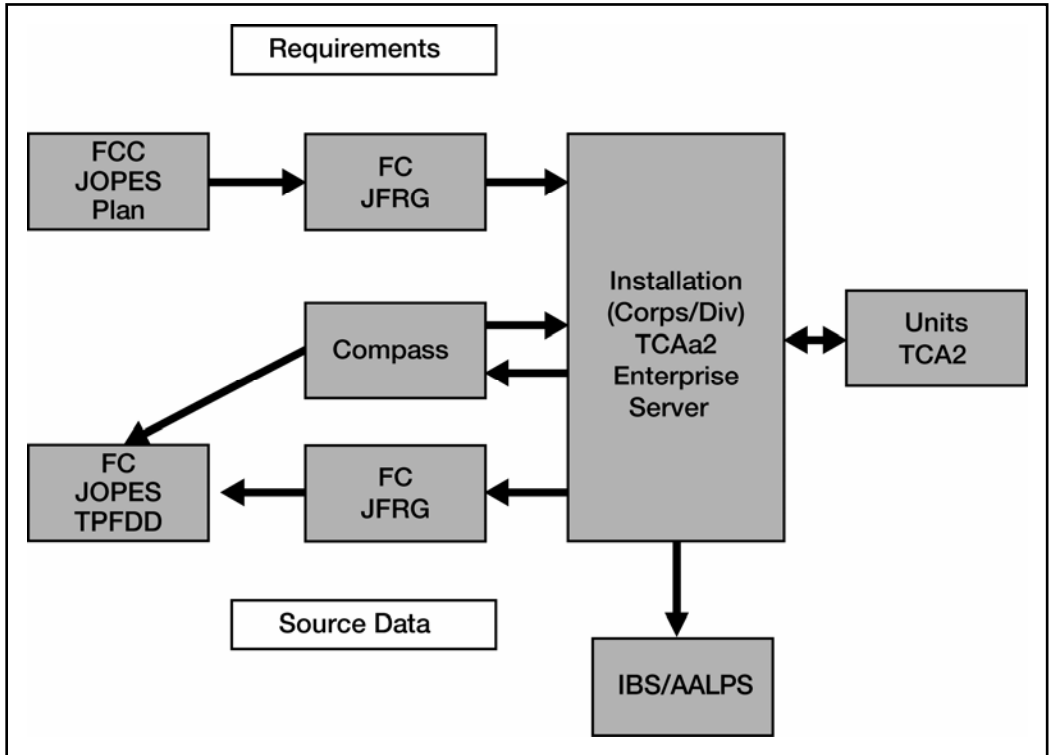 Requirements
FCC
JOPES
Plan
FC
JFRG
Installation
(Corps/Div)
TCAa2
Enterprise
Server
Units
TCA2
Compass
FC
JOPES
TPFDD
FC
JFRG
Source Data
IBS/AALPS